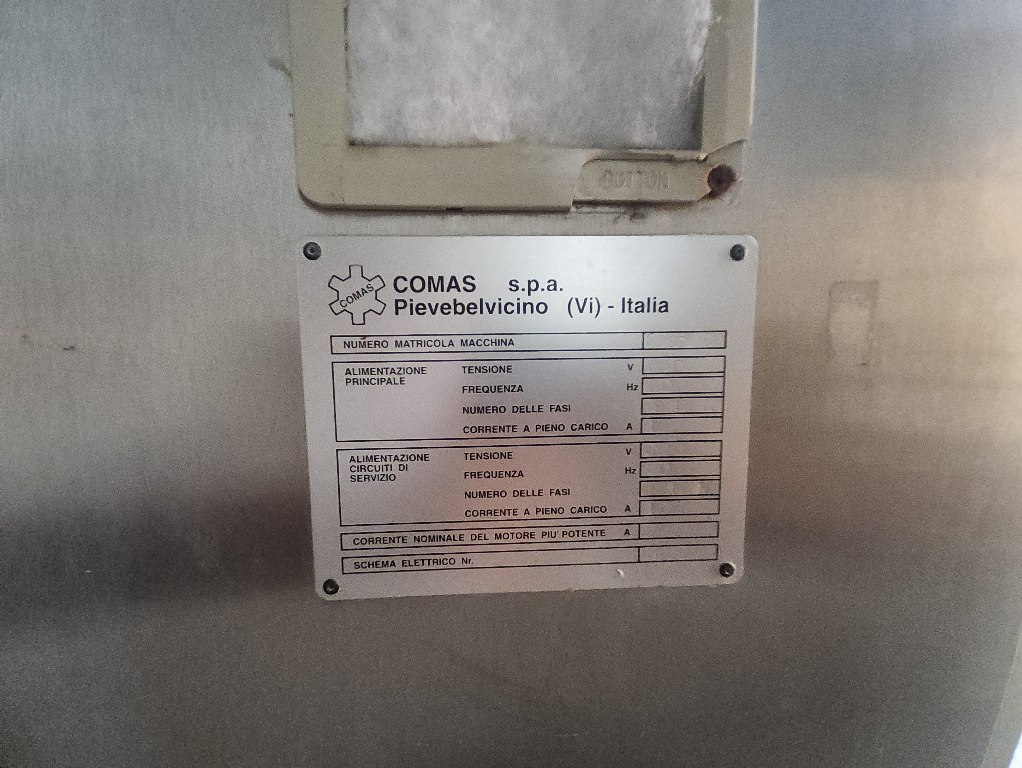 COTTON
COMAS
COMAS s.p.a.
Pievebelvicino (Vi) - Italia
NUMERO MATRICOLA MACCHINA
ALIMENTAZIONE PRINCIPALE
TENSIONE V
FREQUENZA Hz
NUMERO DELLE FASI
CORRENTE A PIENO CARICO A
ALIMENTAZIONE
CIRCUITI DI
SERVIZIO
TENSIONE V
FREQUENZA Hz
NUMERO DELLE FASI
CORRENTE A PIENO CARICO A
CORRENTE NOMINALE DEL MOTORE PIU' POTENTE A
SCHEMA ELETTRICO Nr.